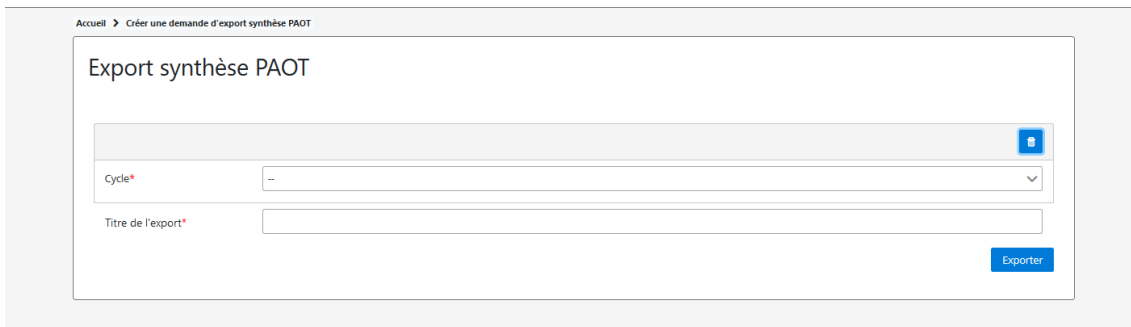 Accueil > Créer une demande d'export synthèse PAOT
Export synthèse PAOT
Cycle* --
Titre de l'export*
Exporter